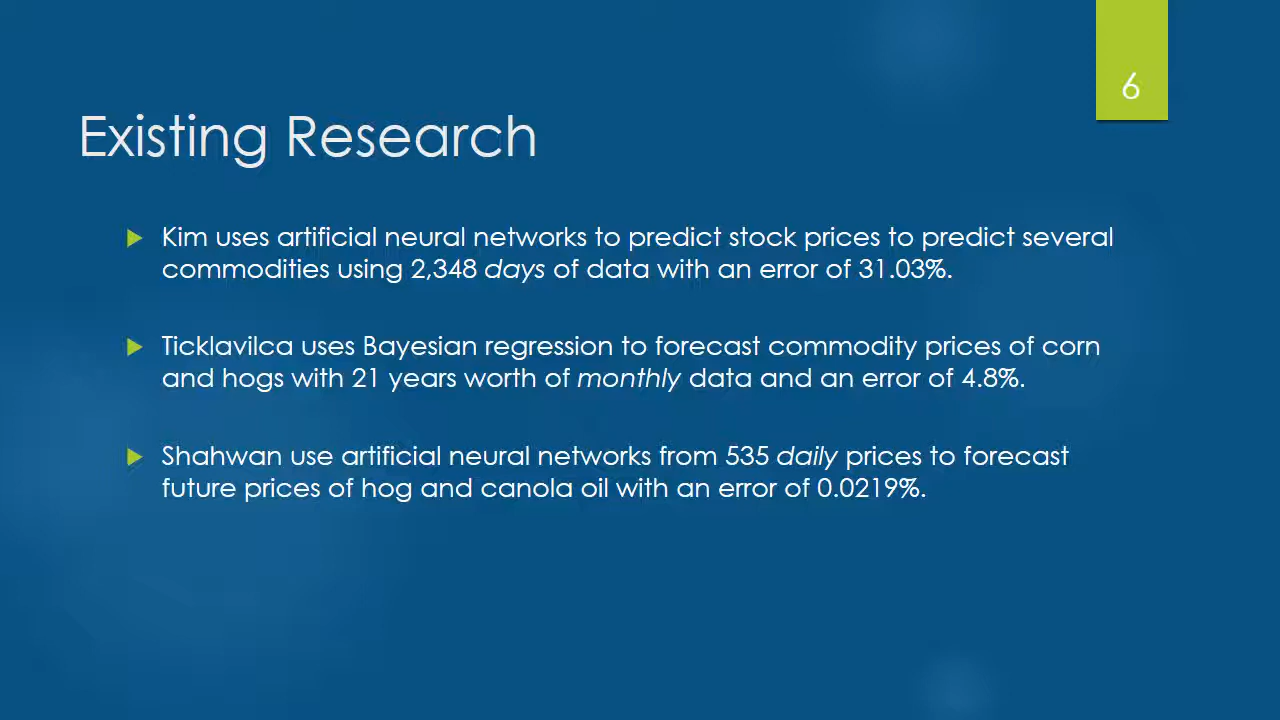 6
Existing Research
Kim uses artificial neural networks to predict stock prices to predict several
commodities using 2,348 days of data with an error of 31.03%.
Ticklavilca uses Bayesian regression to forecast commodity prices of corn
and hogs with 21 years worth of monthly data and an error of 4.8%.
Shahwan use artificial neural networks from 535 daily prices to forecast
future prices of hog and canola oil with an error of 0.0219%.